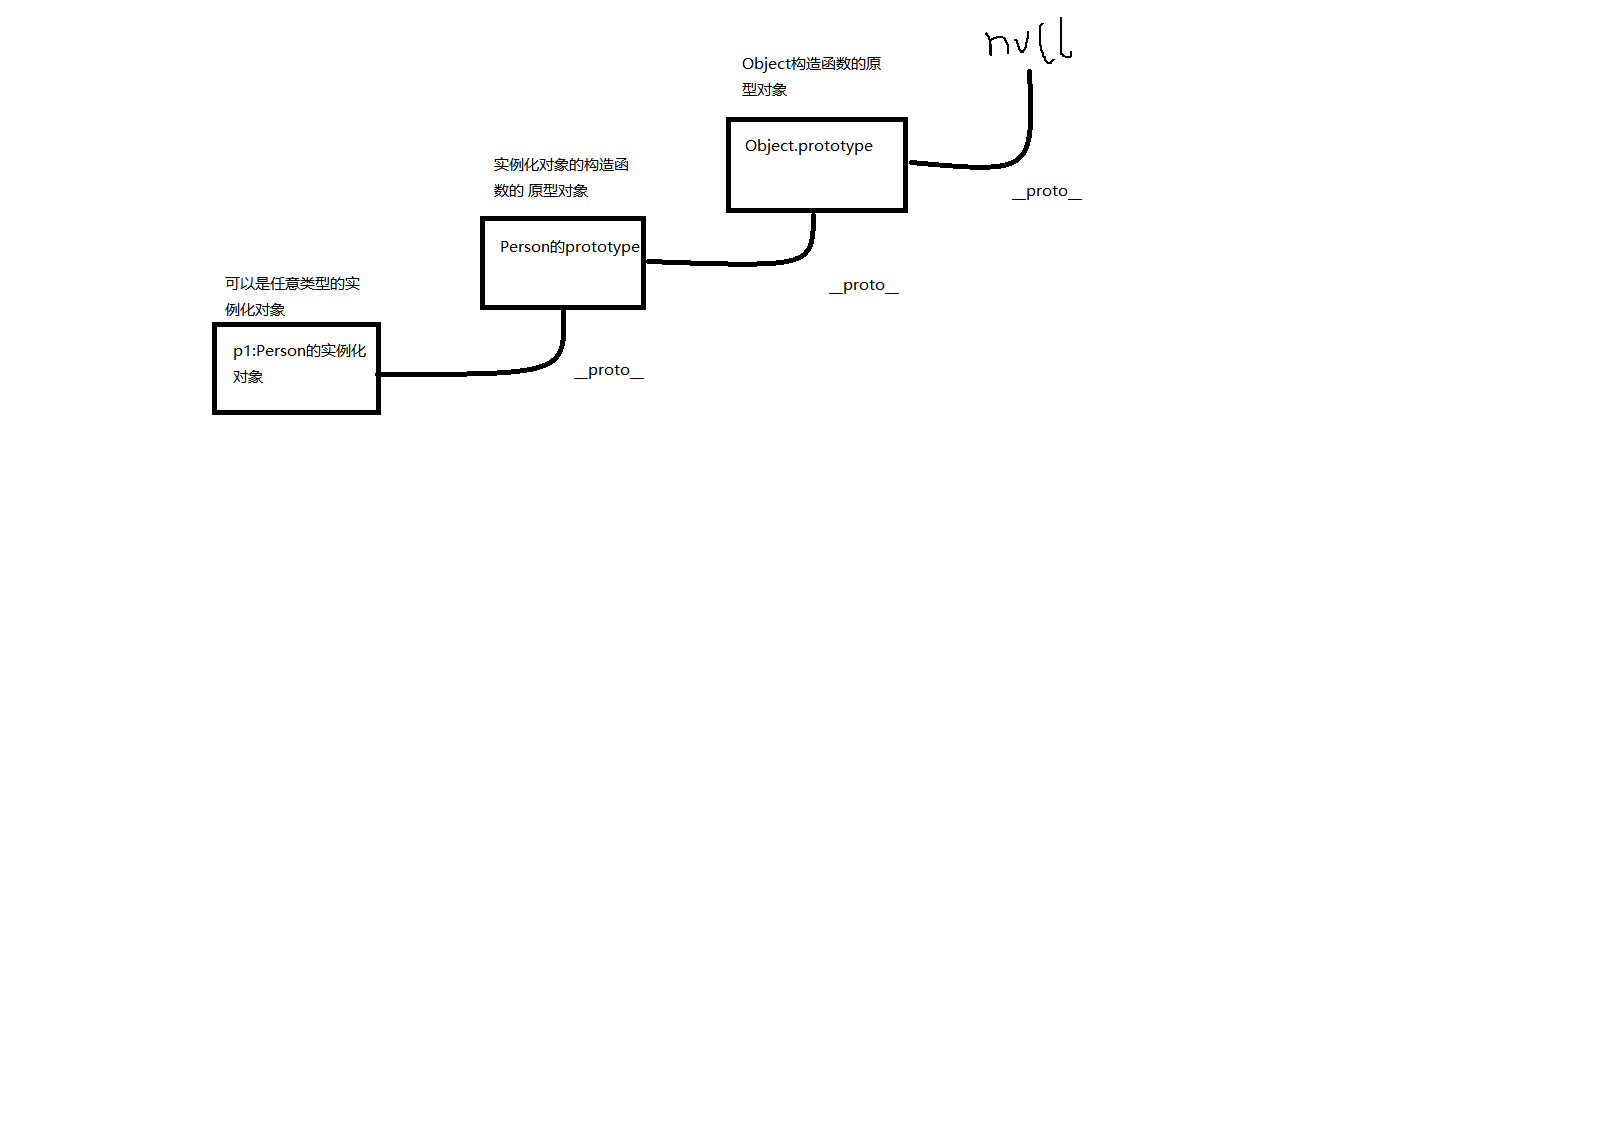 null
Object构造函数的原
型对象
Object.prototype
__proto__
实例化对象的构造函
数的 原型对象
Person的prototype
__proto__
可以是任意类型的实
例化对象
p1:Person的实例化
对象
__proto__